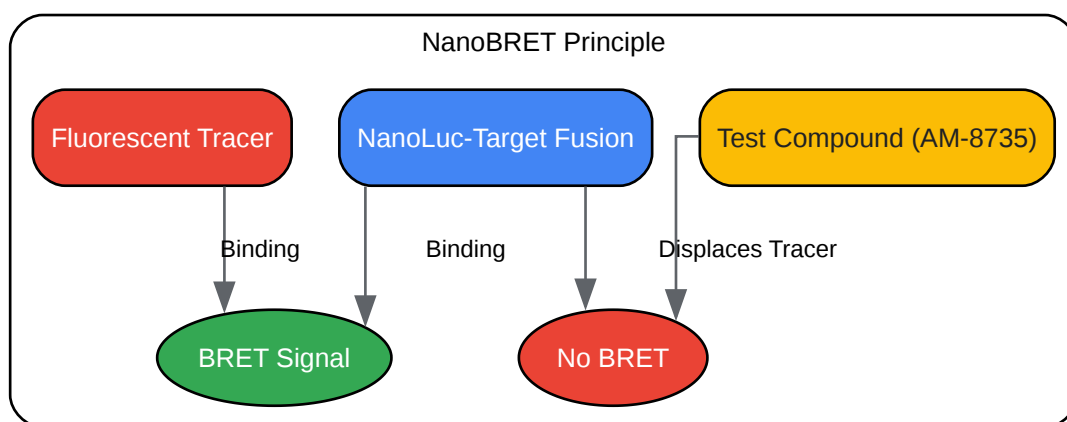 NanoBRET Principle
Fluorescent Tracer
NanoLuc-Target Fusion
Test Compound (AM-8735)
Binding
Binding
Displaces Tracer
BRET Signal
No BRET